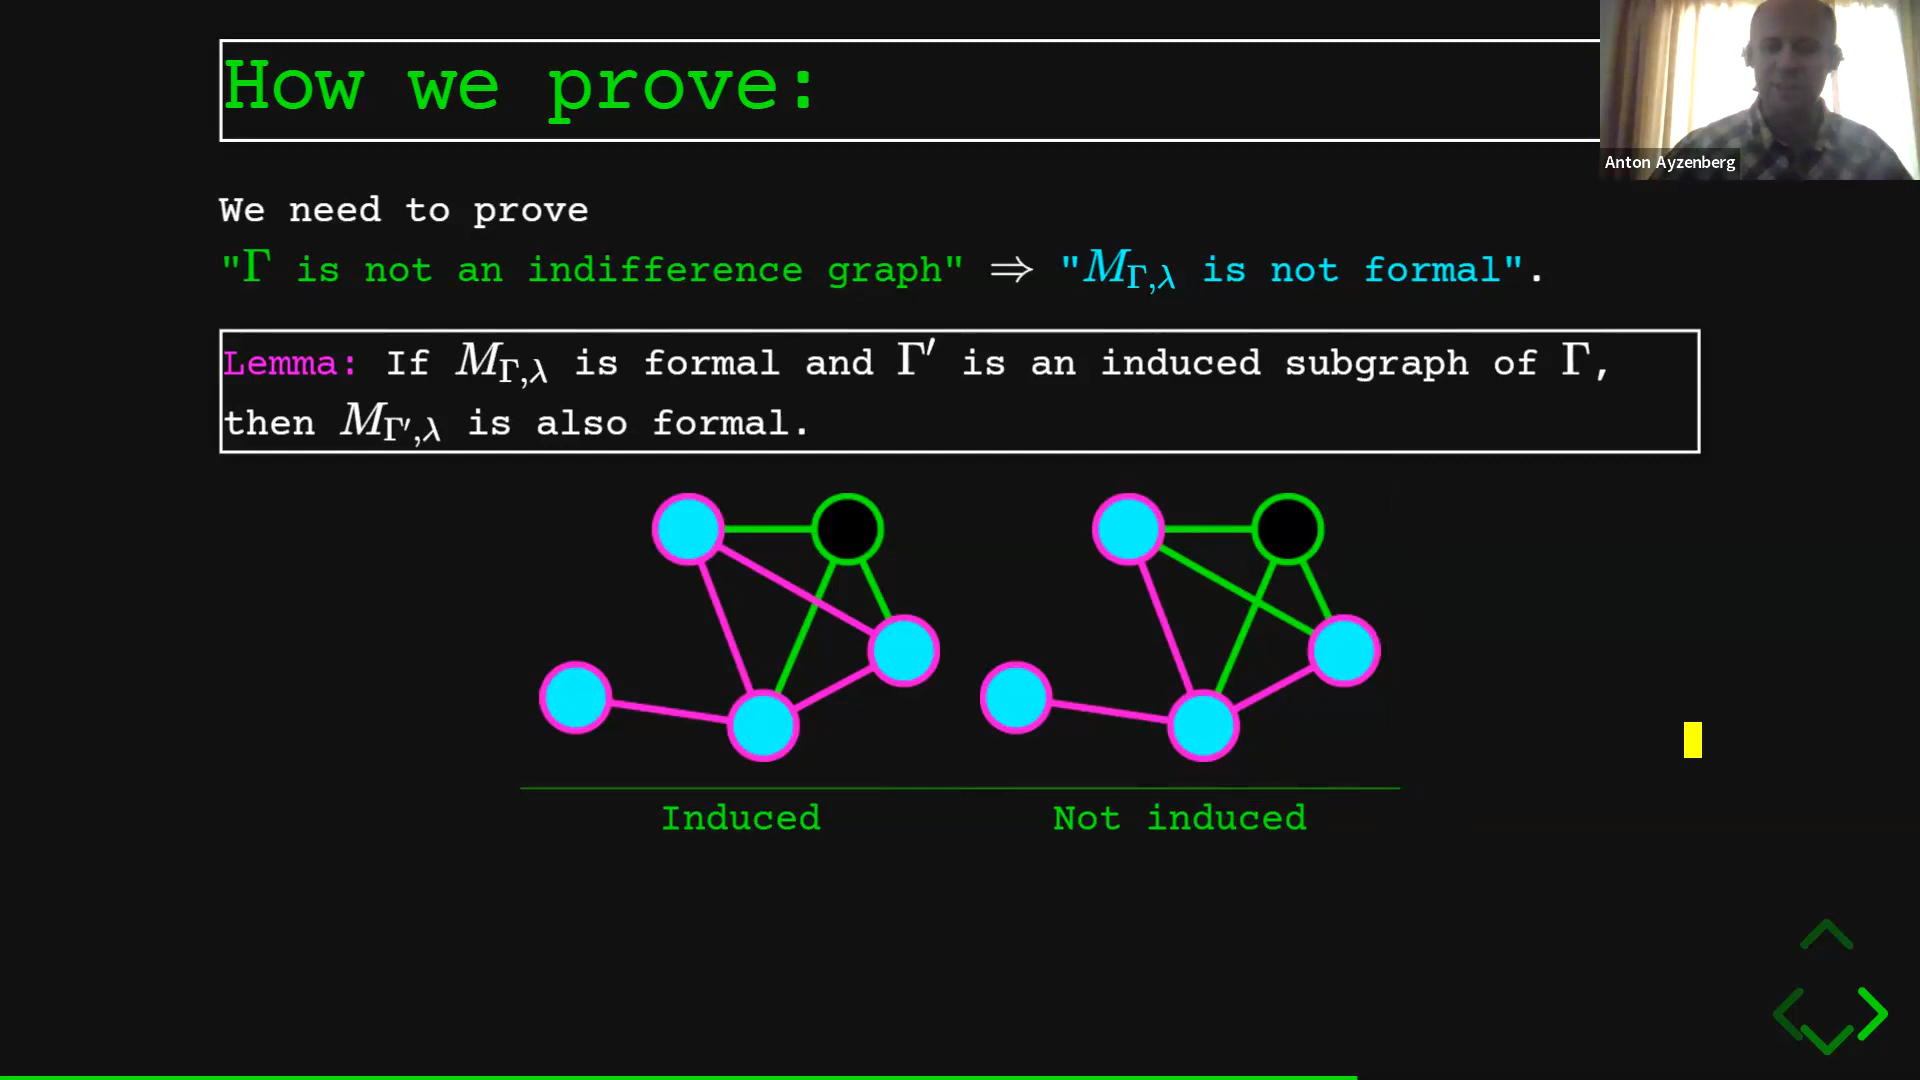 How we prove:
Anton Ayzenberg
We need to prove
"Γ is not an indifference graph" ⇒ "M_{Γ,λ} is not formal".
Lemma: If M_{Γ,λ} is formal and Γ′ is an induced subgraph of Γ,
then M_{Γ′,λ} is also formal.
Induced Not induced